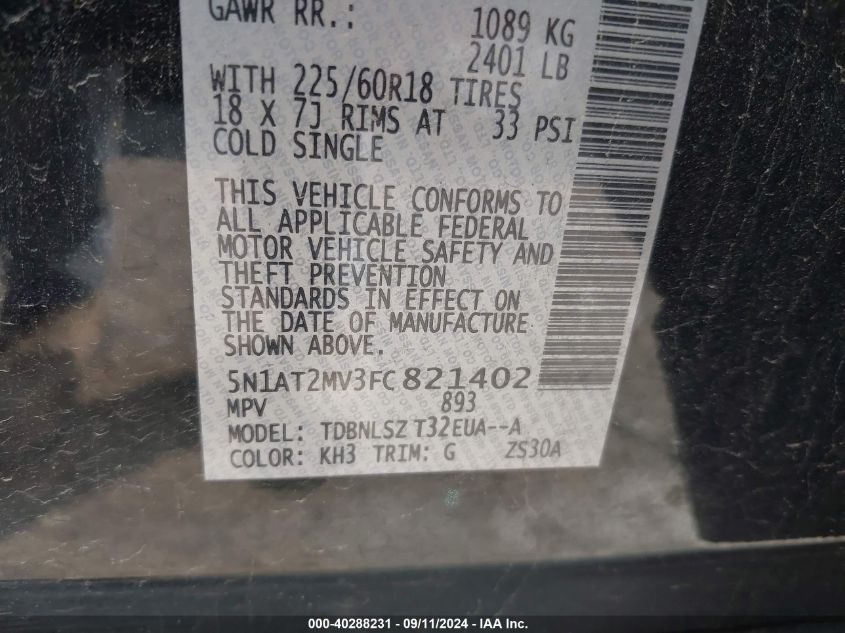 GAWR RR.: 1089 KG
2401 LB
WITH 225/60R18 TIRES
18 X 7J RIMS AT 33 PSI
COLD SINGLE
THIS VEHICLE CONFORMS TO
ALL APPLICABLE FEDERAL
MOTOR VEHICLE SAFETY AND
THEFT PREVENTION
STANDARDS IN EFFECT ON
THE DATE OF MANUFACTURE
SHOWN ABOVE.
5N1AT2MV3FC821402
MPV 893
MODEL: TDBNLSZ T32EUA--A
COLOR: KH3 TRIM: G ZS30A
000-40288231 - 09/11/2024 - IAA Inc.